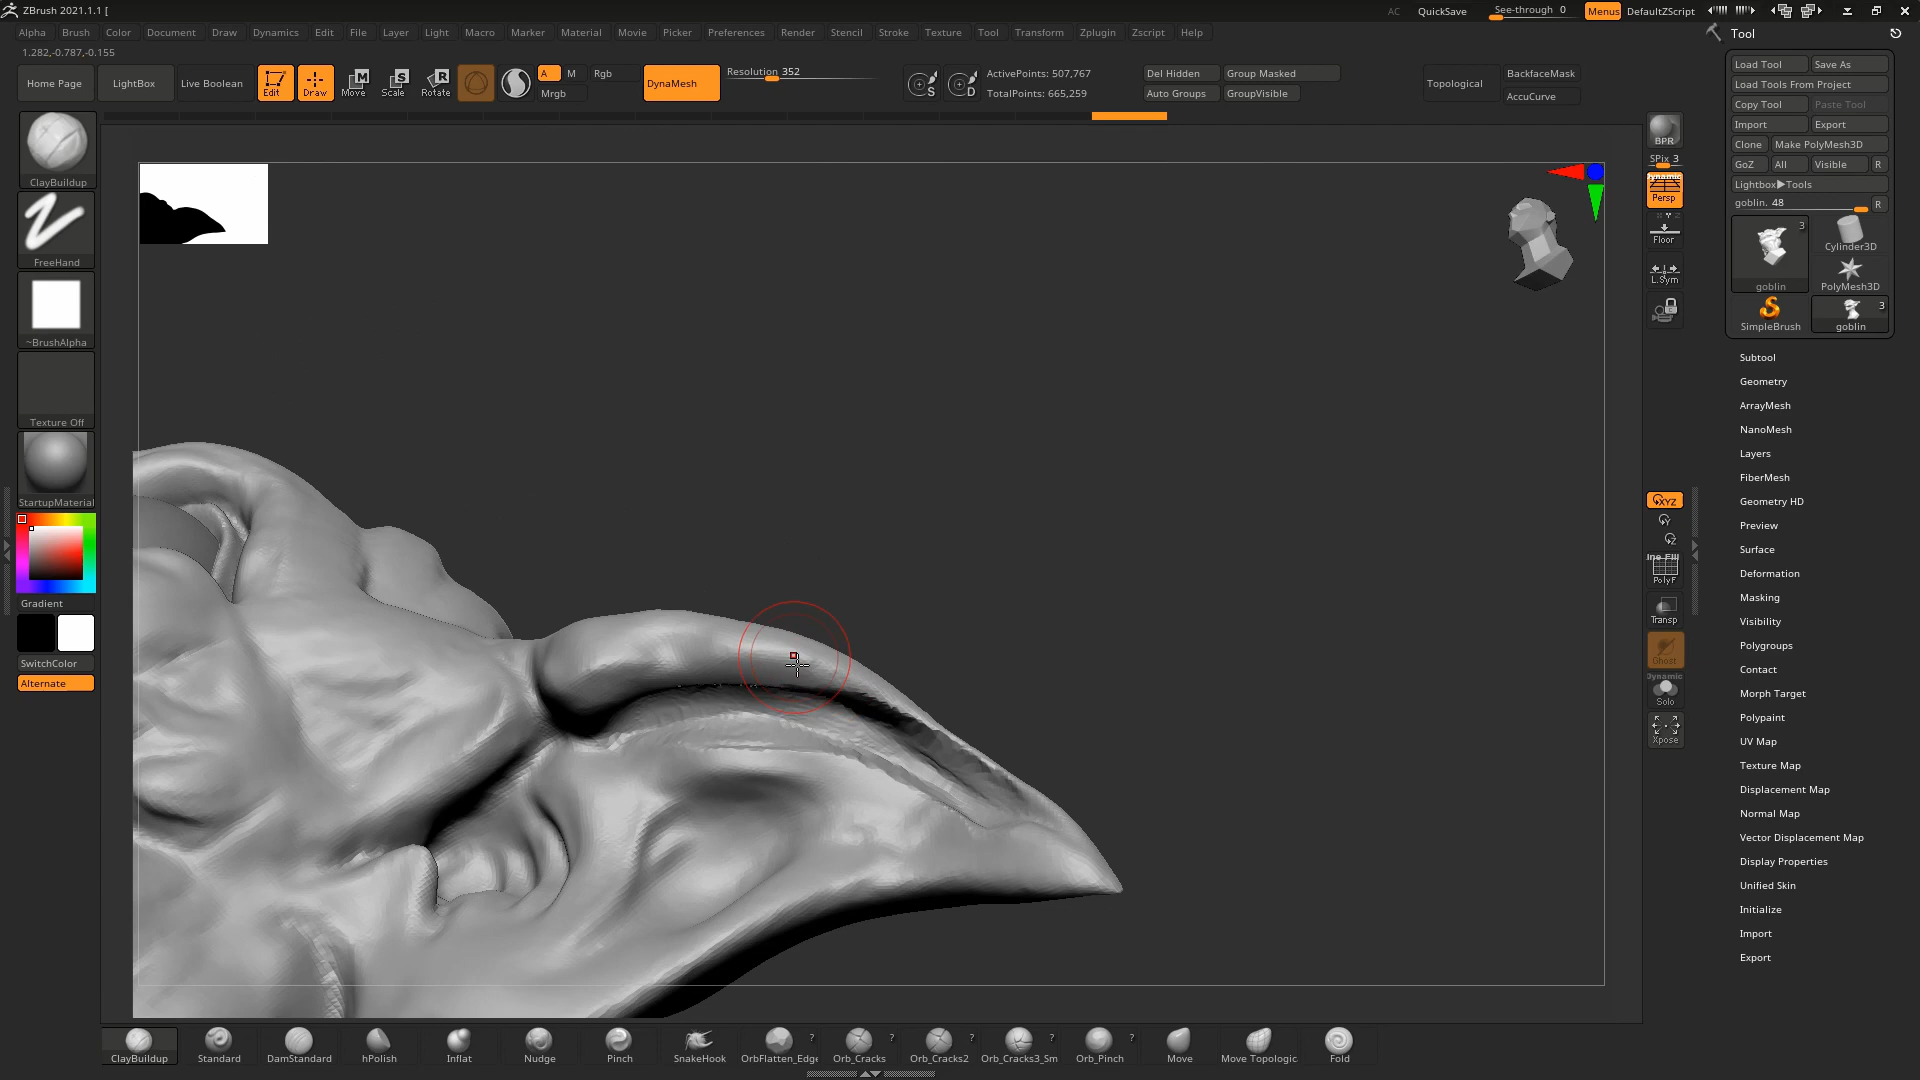 ZBrush 2021.1.1 [
AC QuickSave See-through 0 Menus DefaultZScript
Alpha Brush Color Document Draw Dynamics Edit File Layer Light Macro Marker Material Movie Picker Preferences Render Stencil Stroke Texture Tool Transform Zplugin Zscript Help
1.282,-0.787,-0.155
Home Page LightBox Live Boolean Edit Draw Move Scale Rotate A M Rgb Mrgb DynaMesh Resolution 352
ActivePoints: 507,767
TotalPoints: 665,259
Del Hidden Group Masked
Auto Groups GroupVisible
Topological BackfaceMask
AccuCurve
ClayBuildup
FreeHand
~BrushAlpha
Texture Off
StartupMaterial
Gradient
SwitchColor
Alternate
BPR
SPix 3
Dynamic
Persp
Floor
L.Sym
XYZ
Y
Z
ine Fill
PolyF
Transp
Ghost
Dynamic
Solo
Xpose
Tool
Load Tool Save As
Load Tools From Project
Copy Tool Paste Tool
Import Export
Clone Make PolyMesh3D
GoZ All Visible R
Lightbox▶Tools
goblin. 48 R
3
goblin
Cylinder3D
PolyMesh3D
SimpleBrush
3
goblin
Subtool
Geometry
ArrayMesh
NanoMesh
Layers
FiberMesh
Geometry HD
Preview
Surface
Deformation
Masking
Visibility
Polygroups
Contact
Morph Target
Polypaint
UV Map
Texture Map
Displacement Map
Normal Map
Vector Displacement Map
Display Properties
Unified Skin
Initialize
Import
Export
ClayBuildup Standard DamStandard hPolish Inflat Nudge Pinch SnakeHook OrbFlatten_Edge Orb_Cracks Orb_Cracks2 Orb_Cracks3_Sm Orb_Pinch Move Move Topologic Fold